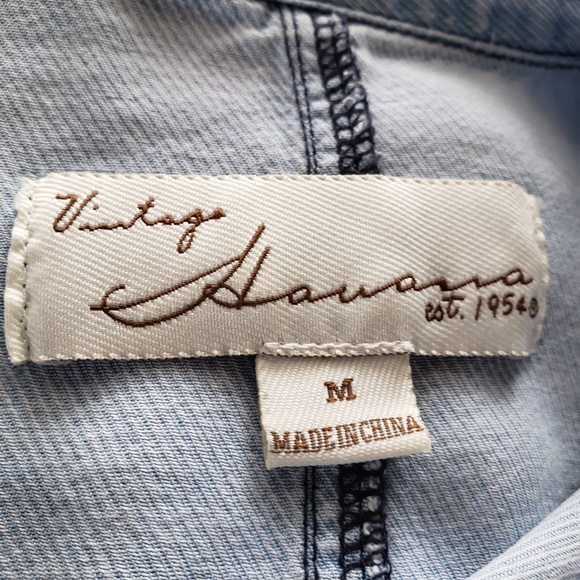 Vintage
Havana
est. 1954®
M
MADE IN CHINA